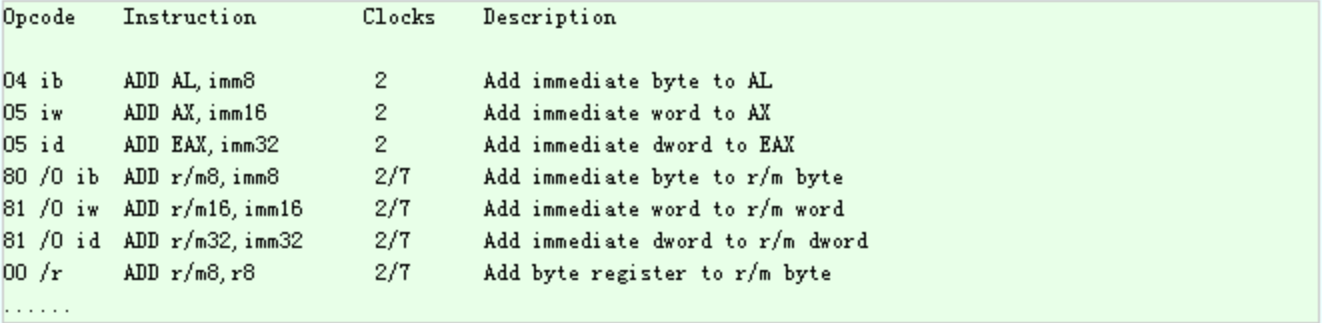 Opcode Instruction Clocks Description
04 ib ADD AL,imm8 2 Add immediate byte to AL
05 iw ADD AX,imm16 2 Add immediate word to AX
05 id ADD EAX,imm32 2 Add immediate dword to EAX
80 /0 ib ADD r/m8,imm8 2/7 Add immediate byte to r/m byte
81 /0 iw ADD r/m16,imm16 2/7 Add immediate word to r/m word
81 /0 id ADD r/m32,imm32 2/7 Add immediate dword to r/m dword
00 /r ADD r/m8,r8 2/7 Add byte register to r/m byte
......